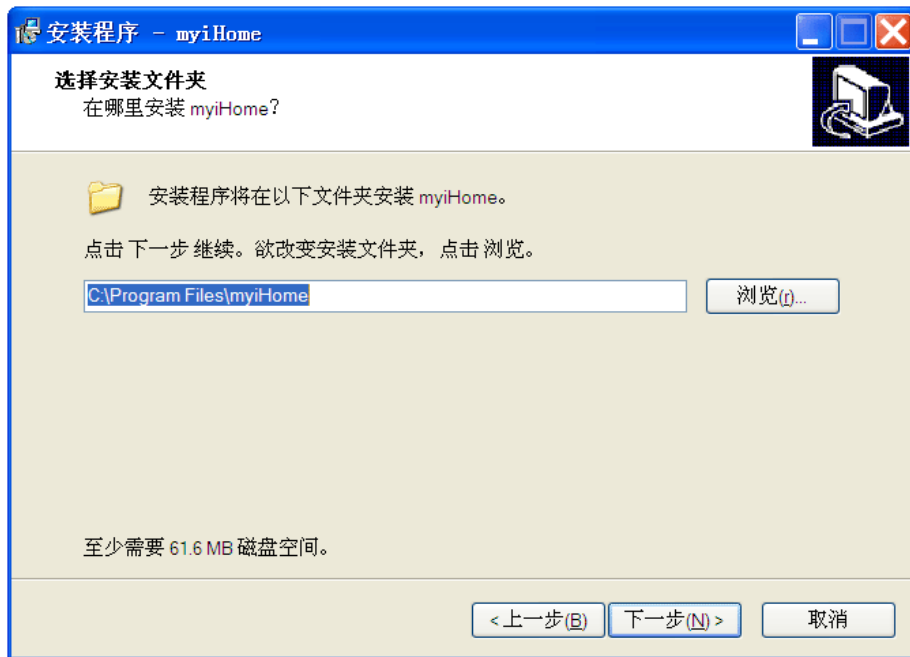 安装程序 - myiHome
选择安装文件夹
在哪里安装 myiHome?
安装程序将在以下文件夹安装 myiHome。
点击 下一步 继续。欲改变安装文件夹，点击 浏览。
C:\Program Files\myiHome
浏览(r)...
至少需要 61.6 MB 磁盘空间。
<上一步(B) 下一步(N)> 取消